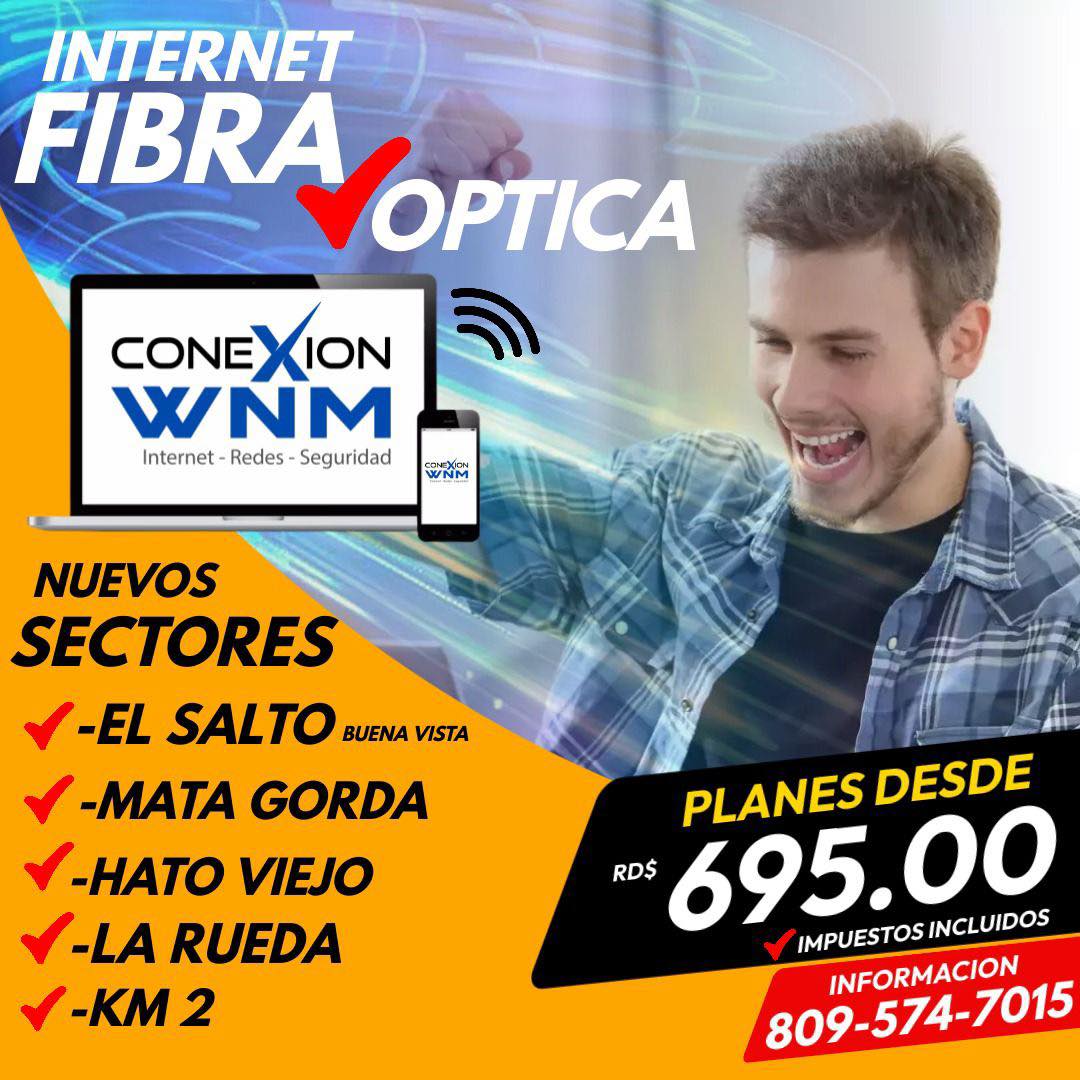 INTERNET
FIBRA
OPTICA
CONEXION
WNM
Internet - Redes - Seguridad
CONEXION
WNM
NUEVOS
SECTORES
-EL SALTO BUENA VISTA
-MATA GORDA
-HATO VIEJO
-LA RUEDA
-KM 2
PLANES DESDE
RD$ 695.00
IMPUESTOS INCLUIDOS
INFORMACION
809-574-7015